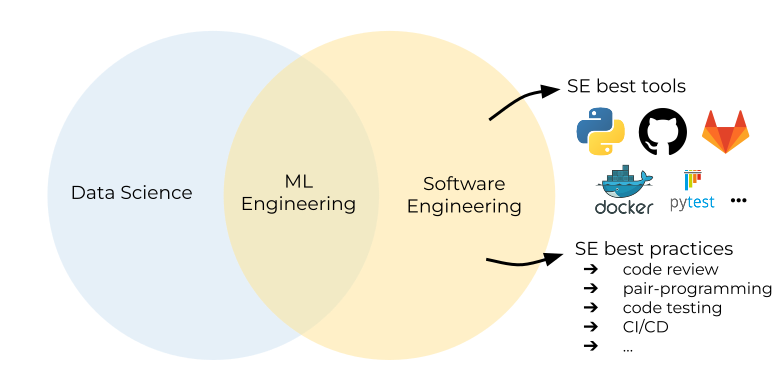 Data Science
ML
Engineering
Software
Engineering
SE best tools
docker
pytest
...
SE best practices
➔ code review
➔ pair-programming
➔ code testing
➔ CI/CD
➔ ...